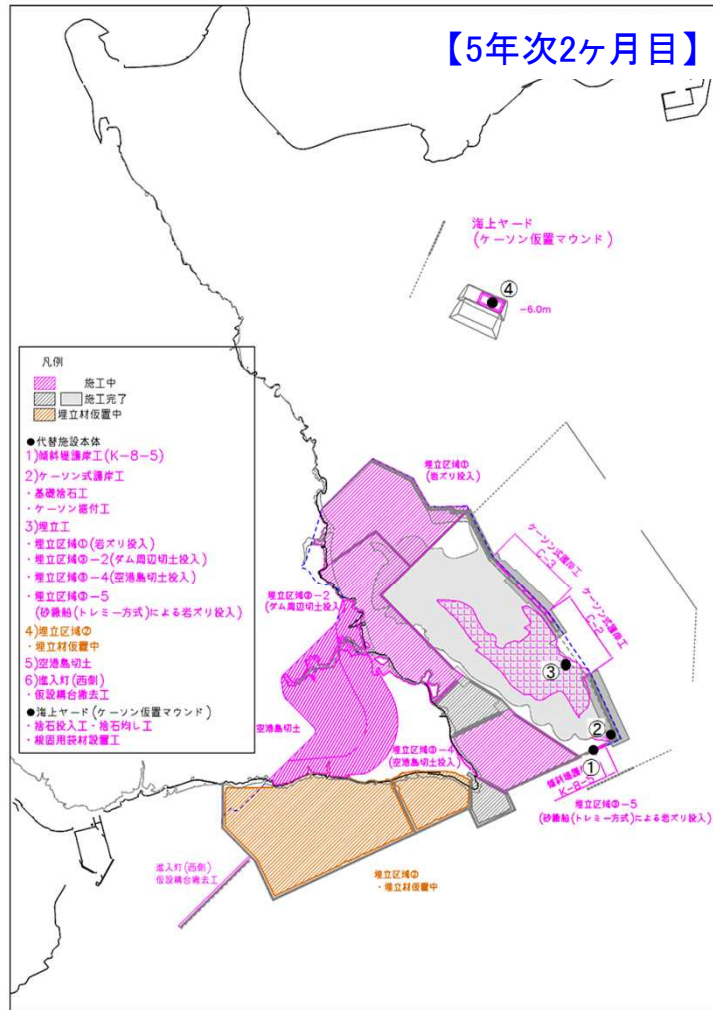 【5年次2ヶ月目】
海上ヤード
(ケーソン仮置マウンド)
④
-6.0m
凡例
施工中
施工完了
埋立材仮置中
●代替施設本体
1)傾斜堤護岸工(K-8-5)
2)ケーソン式護岸工
・基礎捨石工
・ケーソン据付工
3)埋立工
・埋立区域①(岩ズリ投入)
・埋立区域③-2(ダム周辺切土投入)
・埋立区域③-4(空港島切土投入)
・埋立区域③-5
(砂撒船(トレミー方式)による岩ズリ投入)
4)埋立区域②
・埋立材仮置中
5)空港島切土
6)進入灯(西側)
・仮設構台撤去工
●海上ヤード(ケーソン仮置マウンド)
・捨石投入工・捨石均し工
・根固用袋材設置工
埋立区域①
(岩ズリ投入)
ケーソン式護岸工
C-3
ケーソン式護岸工
C-2
埋立区域③-2
(ダム周辺切土投入)
③
空港島切土
埋立区域③-4
(空港島切土投入)
②
①
傾斜堤護
K-8-5
埋立区域③-5
(砂撒船(トレミー方式)による岩ズリ投入)
進入灯(西側)
仮設構台撤去工
埋立区域②
・埋立材仮置中